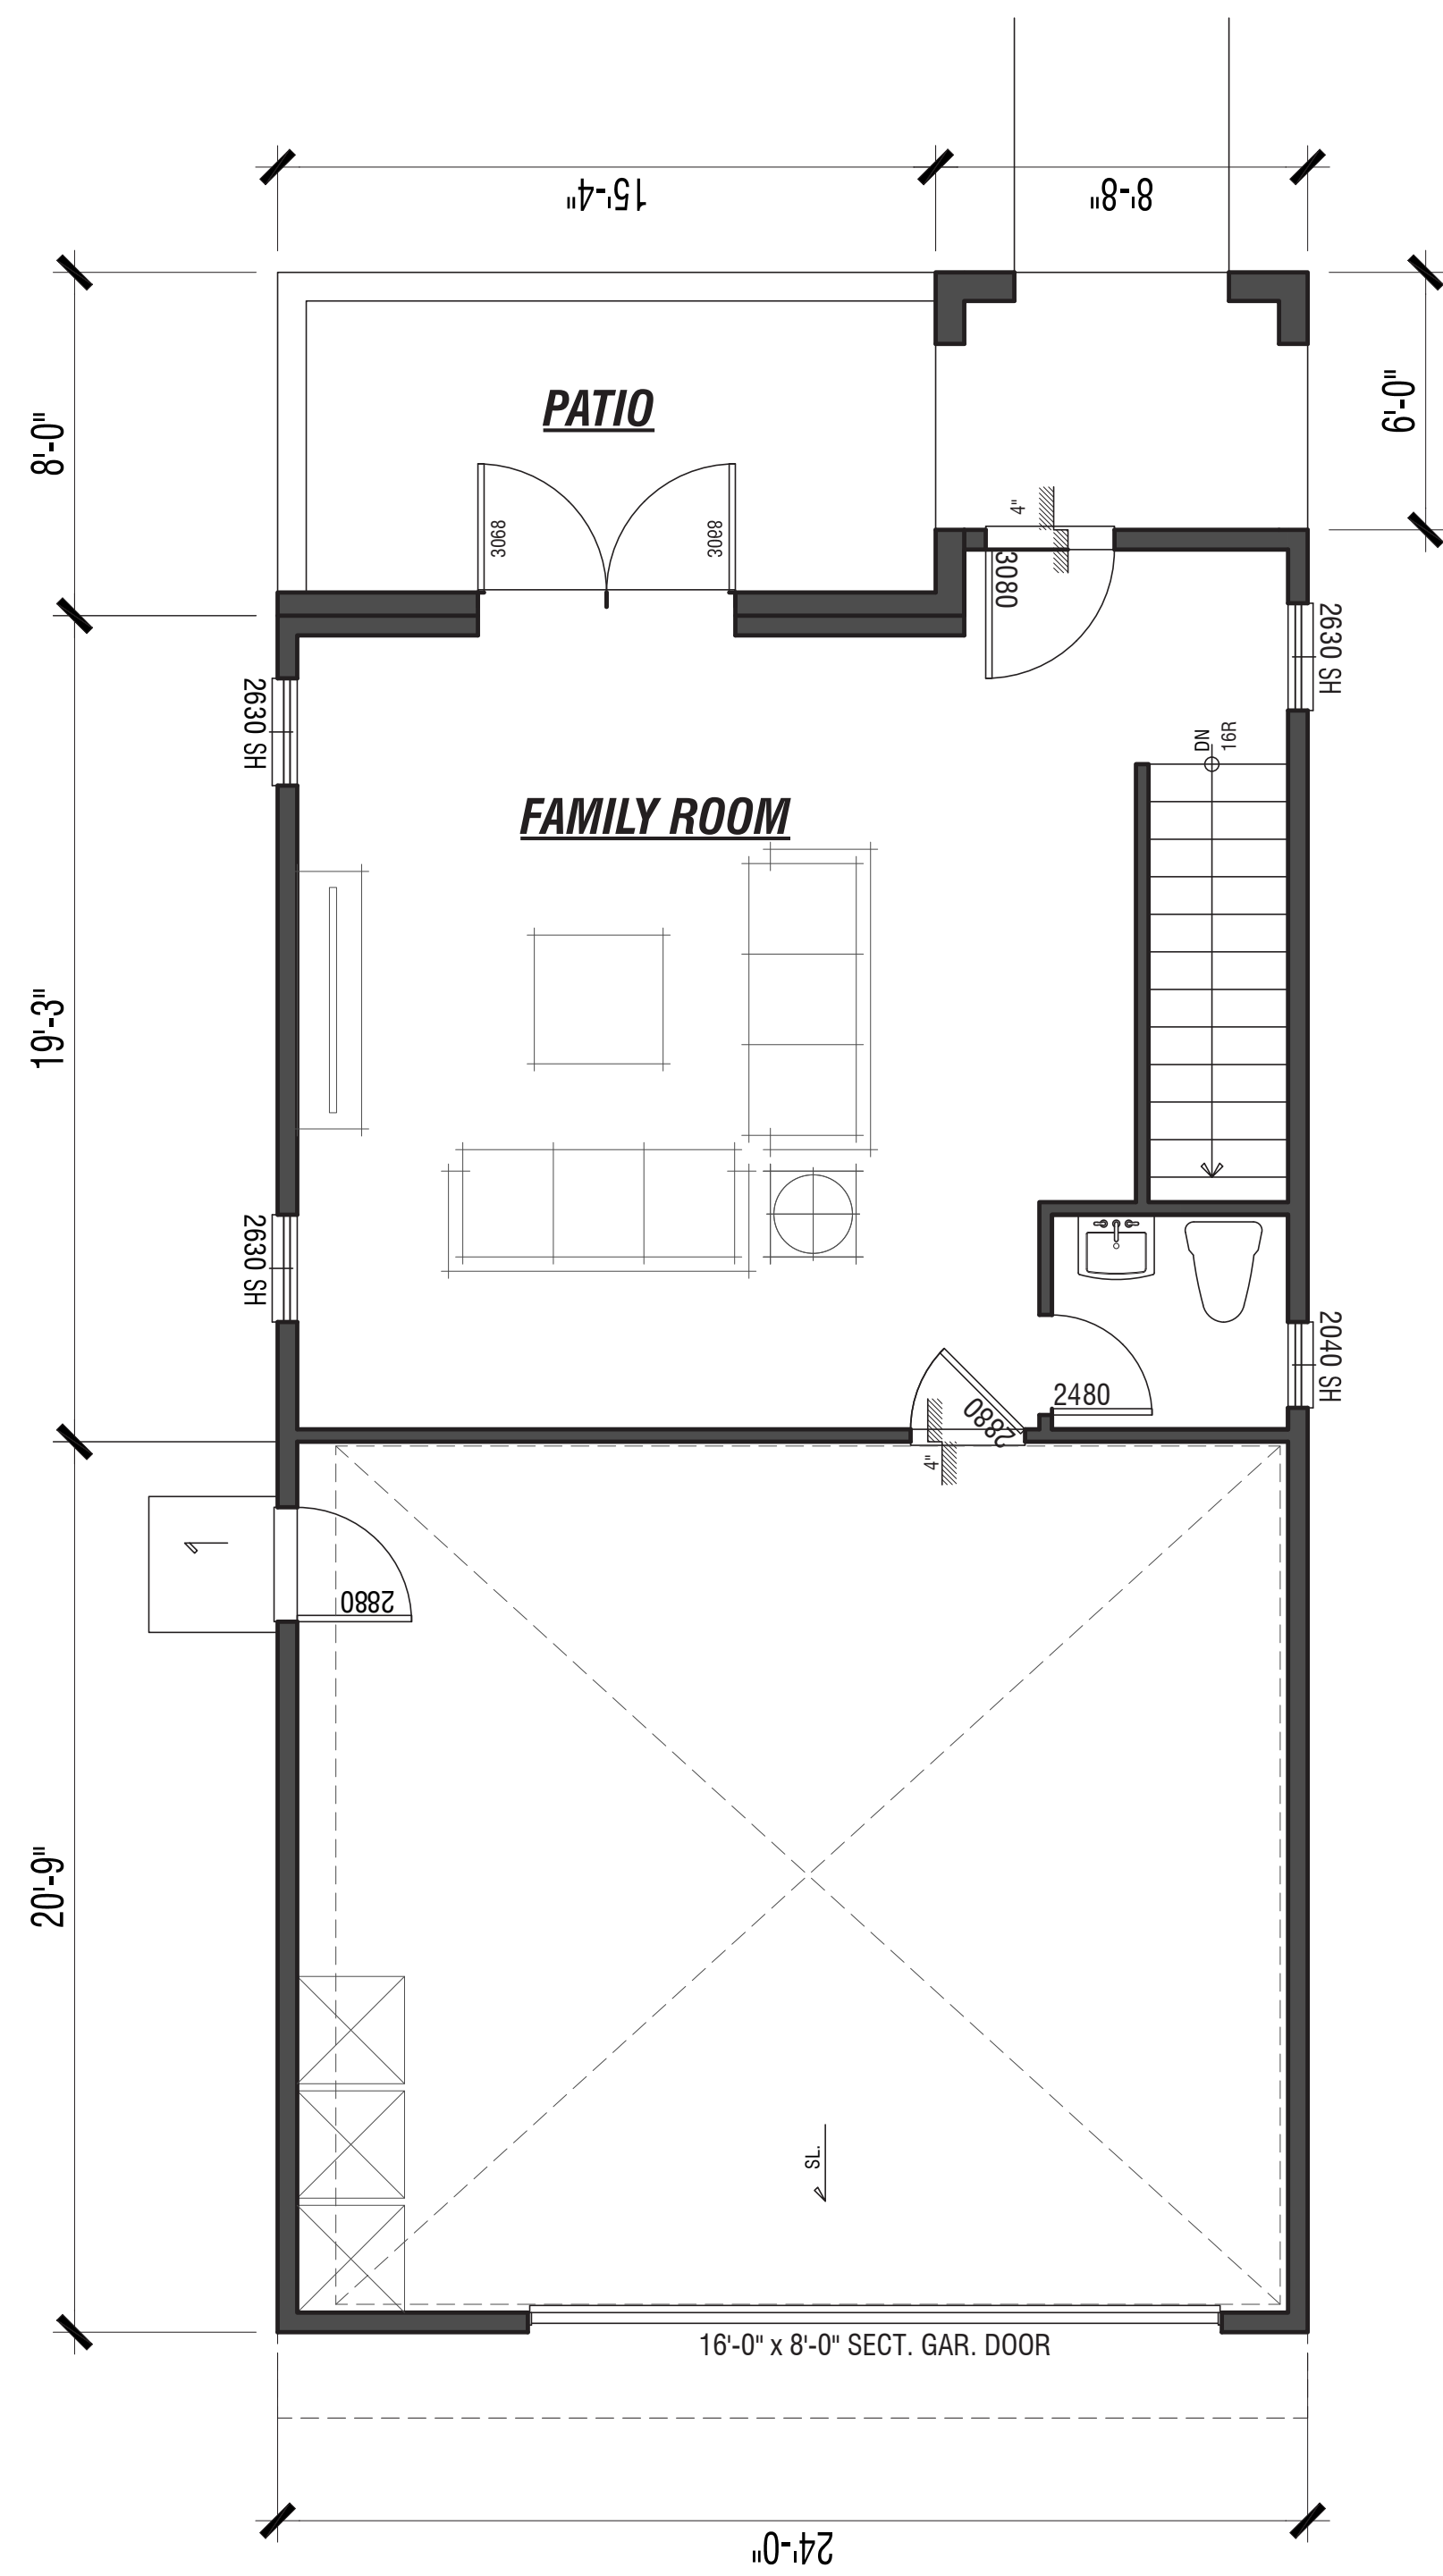 15'-4"
8'-8"
8'-0"
6'-0"
PATIO
4"
3068
3068
3080
2630 SH
2630 SH
DN
16R
FAMILY ROOM
19'-3"
2630 SH
2040 SH
2480
2880
4"
2880
20'-9"
SL.
16'-0" x 8'-0" SECT. GAR. DOOR
24'-0"